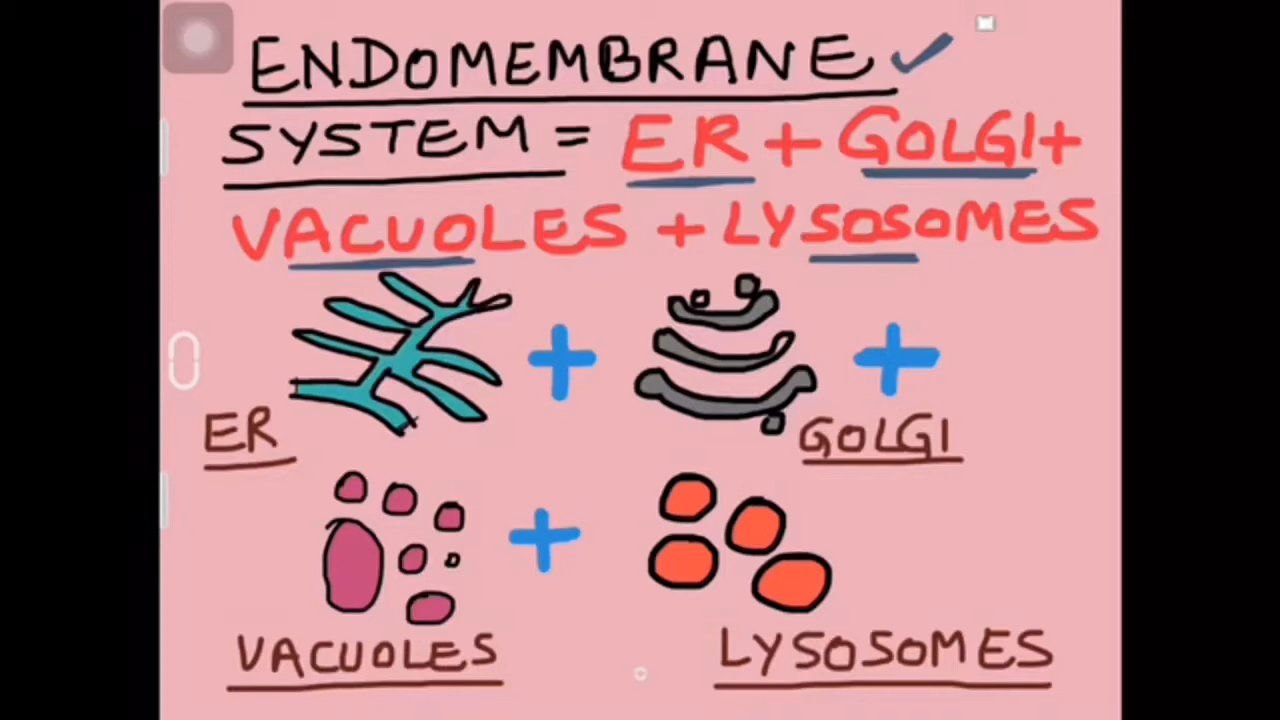 ENDOMEMBRANE
SYSTEM = ER + GOLGI +
VACUOLES + LYSOSOMES
ER
GOLGI
VACUOLES
LYSOSOMES